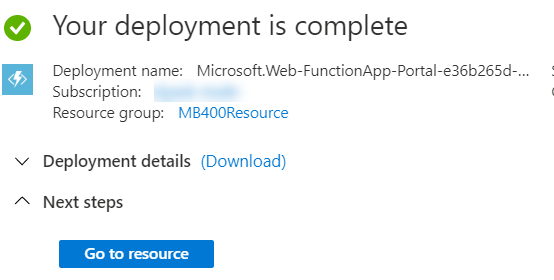 Your deployment is complete
Deployment name: Microsoft.Web-FunctionApp-Portal-e36b265d-...
Subscription:
Resource group: MB400Resource
Deployment details (Download)
Next steps
Go to resource